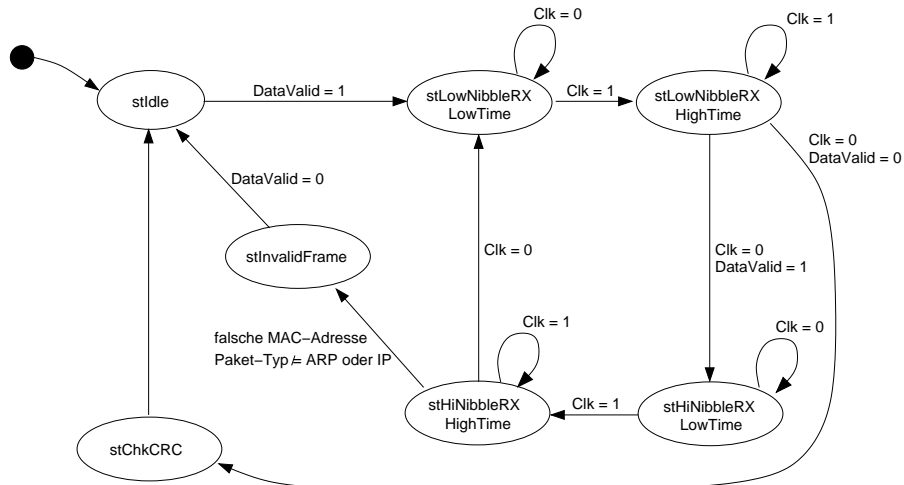 Clk = 0
Clk = 1
stIdle
DataValid = 1
stLowNibbleRX
LowTime
Clk = 1
stLowNibbleRX
HighTime
Clk = 0
DataValid = 0
DataValid = 0
stInvalidFrame
Clk = 0
Clk = 0
DataValid = 1
falsche MAC–Adresse
Paket–Typ ≠ ARP oder IP
Clk = 1
Clk = 0
stHiNibbleRX
HighTime
Clk = 1
stHiNibbleRX
LowTime
stChkCRC